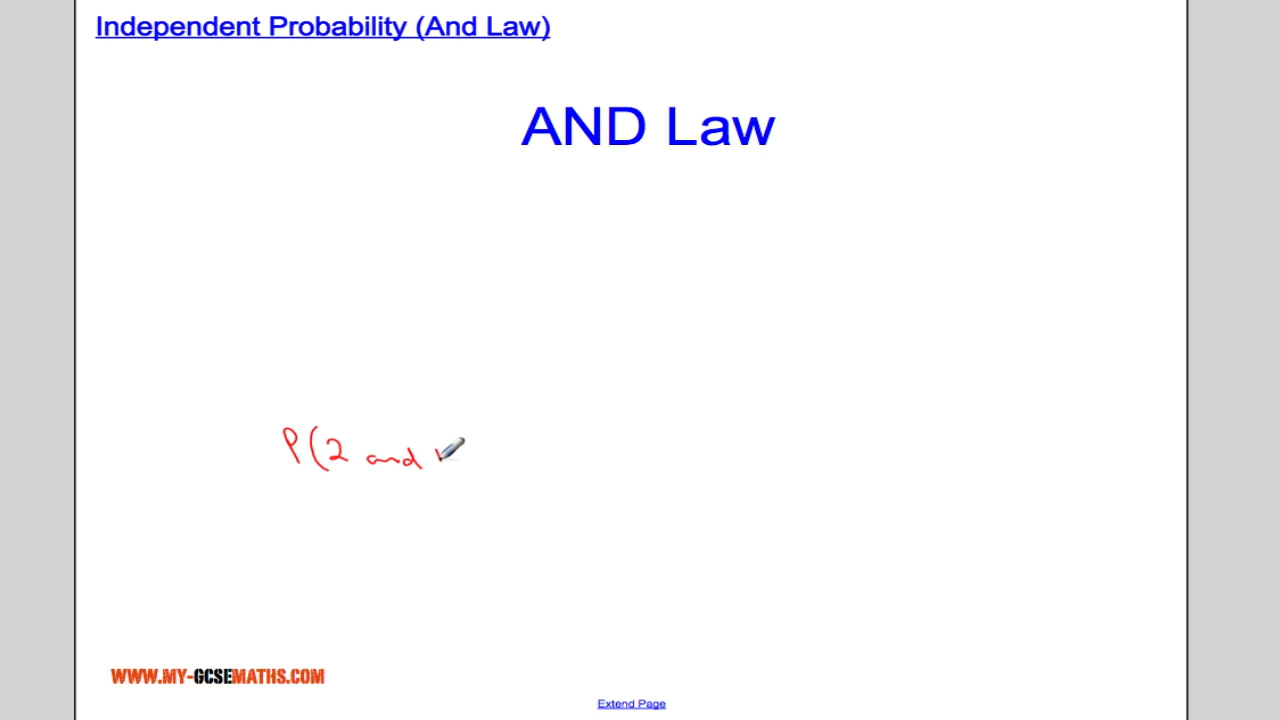 Independent Probability (And Law)
AND Law
P(2 and
WWW.MY-GCSEMATHS.COM
Extend Page